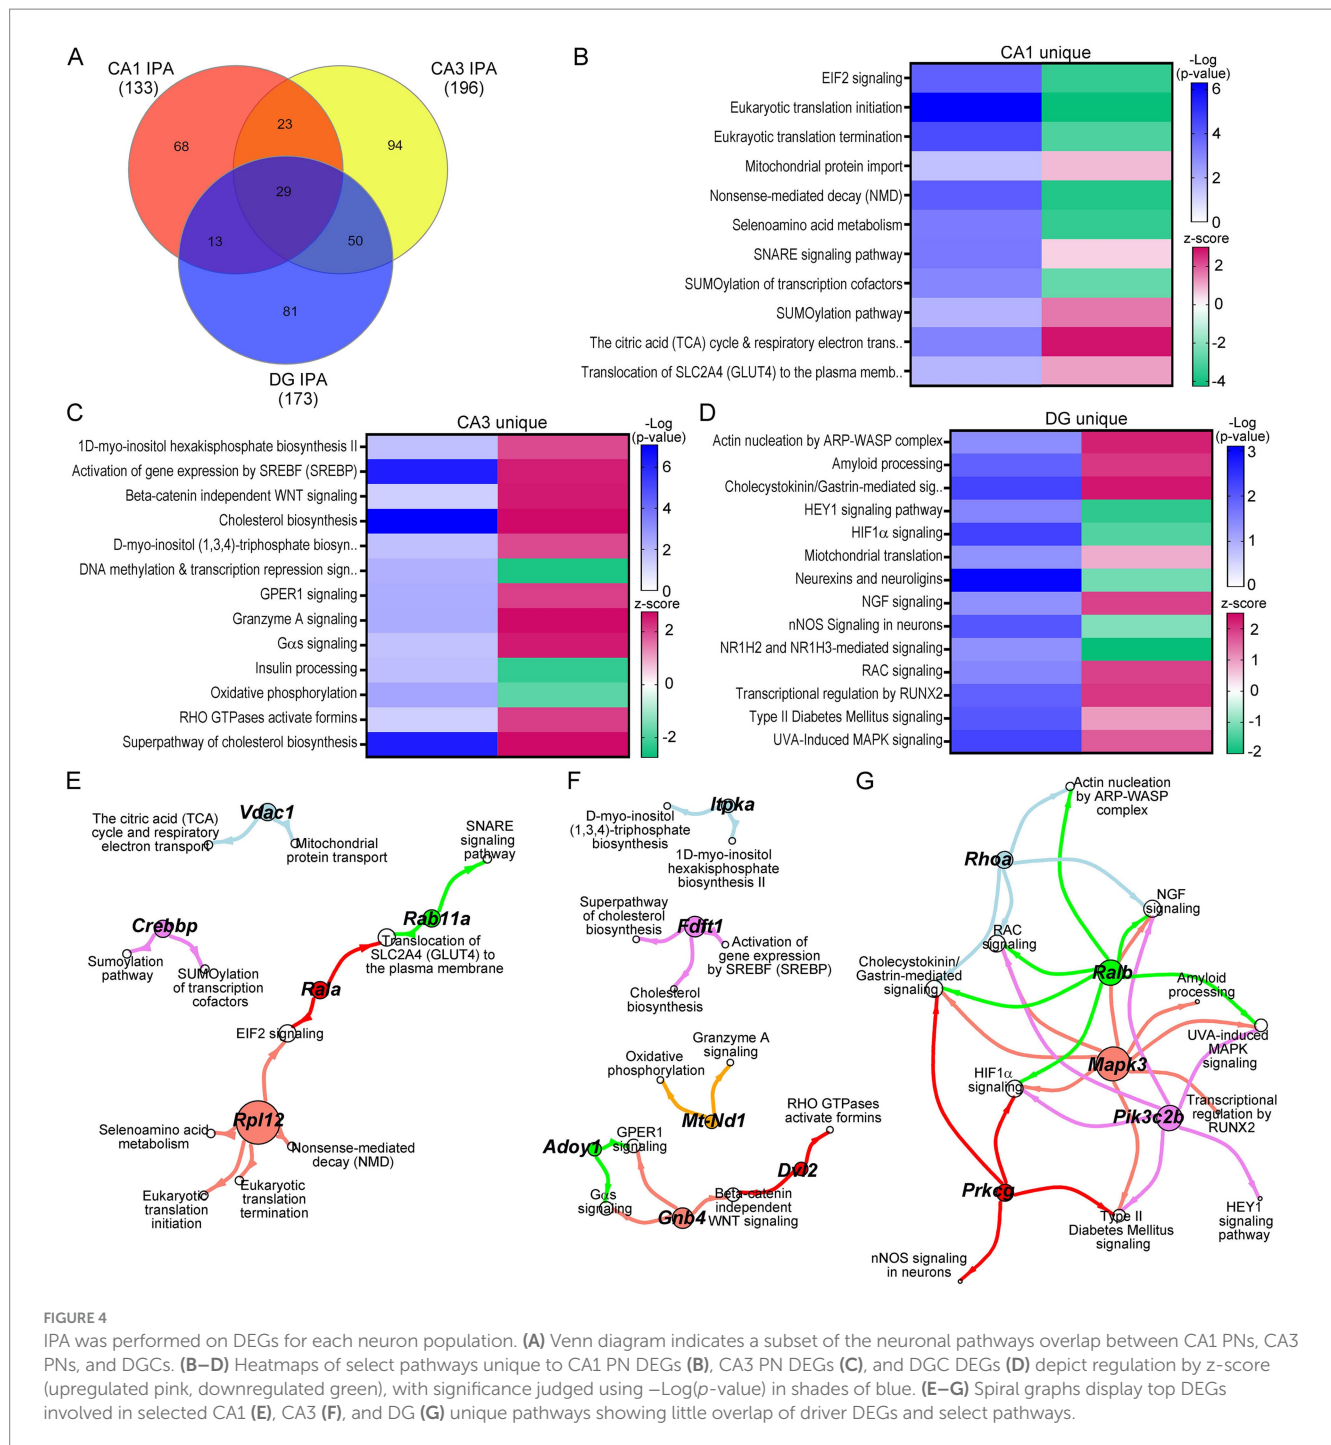 A
CA1 IPA
(133)
CA3 IPA
(196)
68
23
94
29
13
50
81
DG IPA
(173)
B
CA1 unique
EIF2 signaling
Eukaryotic translation initiation
Eukrayotic translation termination
Mitochondrial protein import
Nonsense-mediated decay (NMD)
Selenoamino acid metabolism
SNARE signaling pathway
SUMOylation of transcription cofactors
SUMOylation pathway
The citric acid (TCA) cycle & respiratory electron trans..
Translocation of SLC2A4 (GLUT4) to the plasma memb..
-Log
(p-value)
6
4
2
0
z-score
2
0
-2
-4
C
CA3 unique
1D-myo-inositol hexakisphosphate biosynthesis II
Activation of gene expression by SREBF (SREBP)
Beta-catenin independent WNT signaling
Cholesterol biosynthesis
D-myo-inositol (1,3,4)-triphosphate biosyn..
DNA methylation & transcription repression sign..
GPER1 signaling
Granzyme A signaling
Gαs signaling
Insulin processing
Oxidative phosphorylation
RHO GTPases activate formins
Superpathway of cholesterol biosynthesis
-Log
(p-value)
6
4
2
0
z-score
2
0
-2
D
DG unique
Actin nucleation by ARP-WASP complex
Amyloid processing
Cholecystokinin/Gastrin-mediated sig..
HEY1 signaling pathway
HIF1α signaling
Miotchondrial translation
Neurexins and neuroligins
NGF signaling
nNOS Signaling in neurons
NR1H2 and NR1H3-mediated signaling
RAC signaling
Transcriptional regulation by RUNX2
Type II Diabetes Mellitus signaling
UVA-Induced MAPK signaling
-Log
(p-value)
3
2
1
0
z-score
2
1
0
-1
-2
E
Vdac1
The citric acid (TCA)
cycle and respiratory
electron transport
Mitochondrial
protein transport
SNARE
signaling
pathway
Crebbp
Rab11a
Sumoylation
pathway
SUMOylation
of transcription
cofactors
Translocation of
SLC2A4 (GLUT4) to
the plasma membrane
Rala
EIF2 signaling
Rpl12
Selenoamino acid
metabolism
Nonsense-mediated
decay (NMD)
Eukaryotic
translation
initiation
Eukaryotic
translation
termination
F
Itpka
D-myo-inositol
(1,3,4)-triphosphate
biosynthesis
1D-myo-inositol
hexakisphosphate
biosynthesis II
Superpathway
of cholesterol
biosynthesis
Fdft1
Activation of
gene expression
by SREBF (SREBP)
Cholesterol
biosynthesis
Granzyme A
signaling
Oxidative
phosphorylation
Mt-Nd1
RHO GTPases
activate formins
Adoy1
GPER1
signaling
Dvl2
Gαs
signaling
Gnb4
Beta-catenin
independent
WNT signaling
G
Actin nucleation
by ARP-WASP
complex
Rhoa
NGF
signaling
RAC
signaling
Cholecystokinin/
Gastrin-mediated
signaling
Ralb
Amyloid
processing
UVA-induced
MAPK
signaling
Mapk3
HIF1α
signaling
Transcriptional
regulation by
RUNX2
Pik3c2b
Prkcg
Type II
Diabetes Mellitus
signaling
HEY1
signaling
pathway
nNOS signaling
in neurons
FIGURE 4
IPA was performed on DEGs for each neuron population. (A) Venn diagram indicates a subset of the neuronal pathways overlap between CA1 PNs, CA3
PNs, and DGCs. (B–D) Heatmaps of select pathways unique to CA1 PN DEGs (B), CA3 PN DEGs (C), and DGC DEGs (D) depict regulation by z-score
(upregulated pink, downregulated green), with significance judged using –Log(p-value) in shades of blue. (E–G) Spiral graphs display top DEGs
involved in selected CA1 (E), CA3 (F), and DG (G) unique pathways showing little overlap of driver DEGs and select pathways.